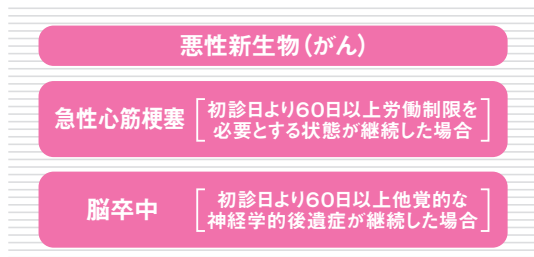 悪性新生物(がん)
急性心筋梗塞
初診日より60日以上労働制限を
必要とする状態が継続した場合
脳卒中
初診日より60日以上他覚的な
神経学的後遺症が継続した場合